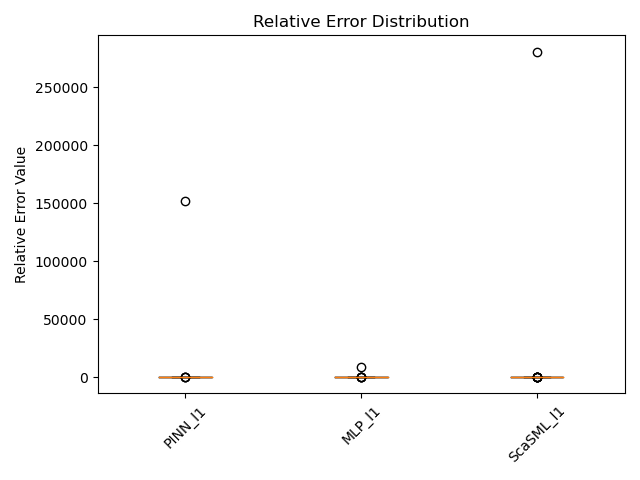 Relative Error Distribution
Relative Error Value
250000
200000
150000
100000
50000
0
PINN_l1
MLP_l1
ScaSML_l1